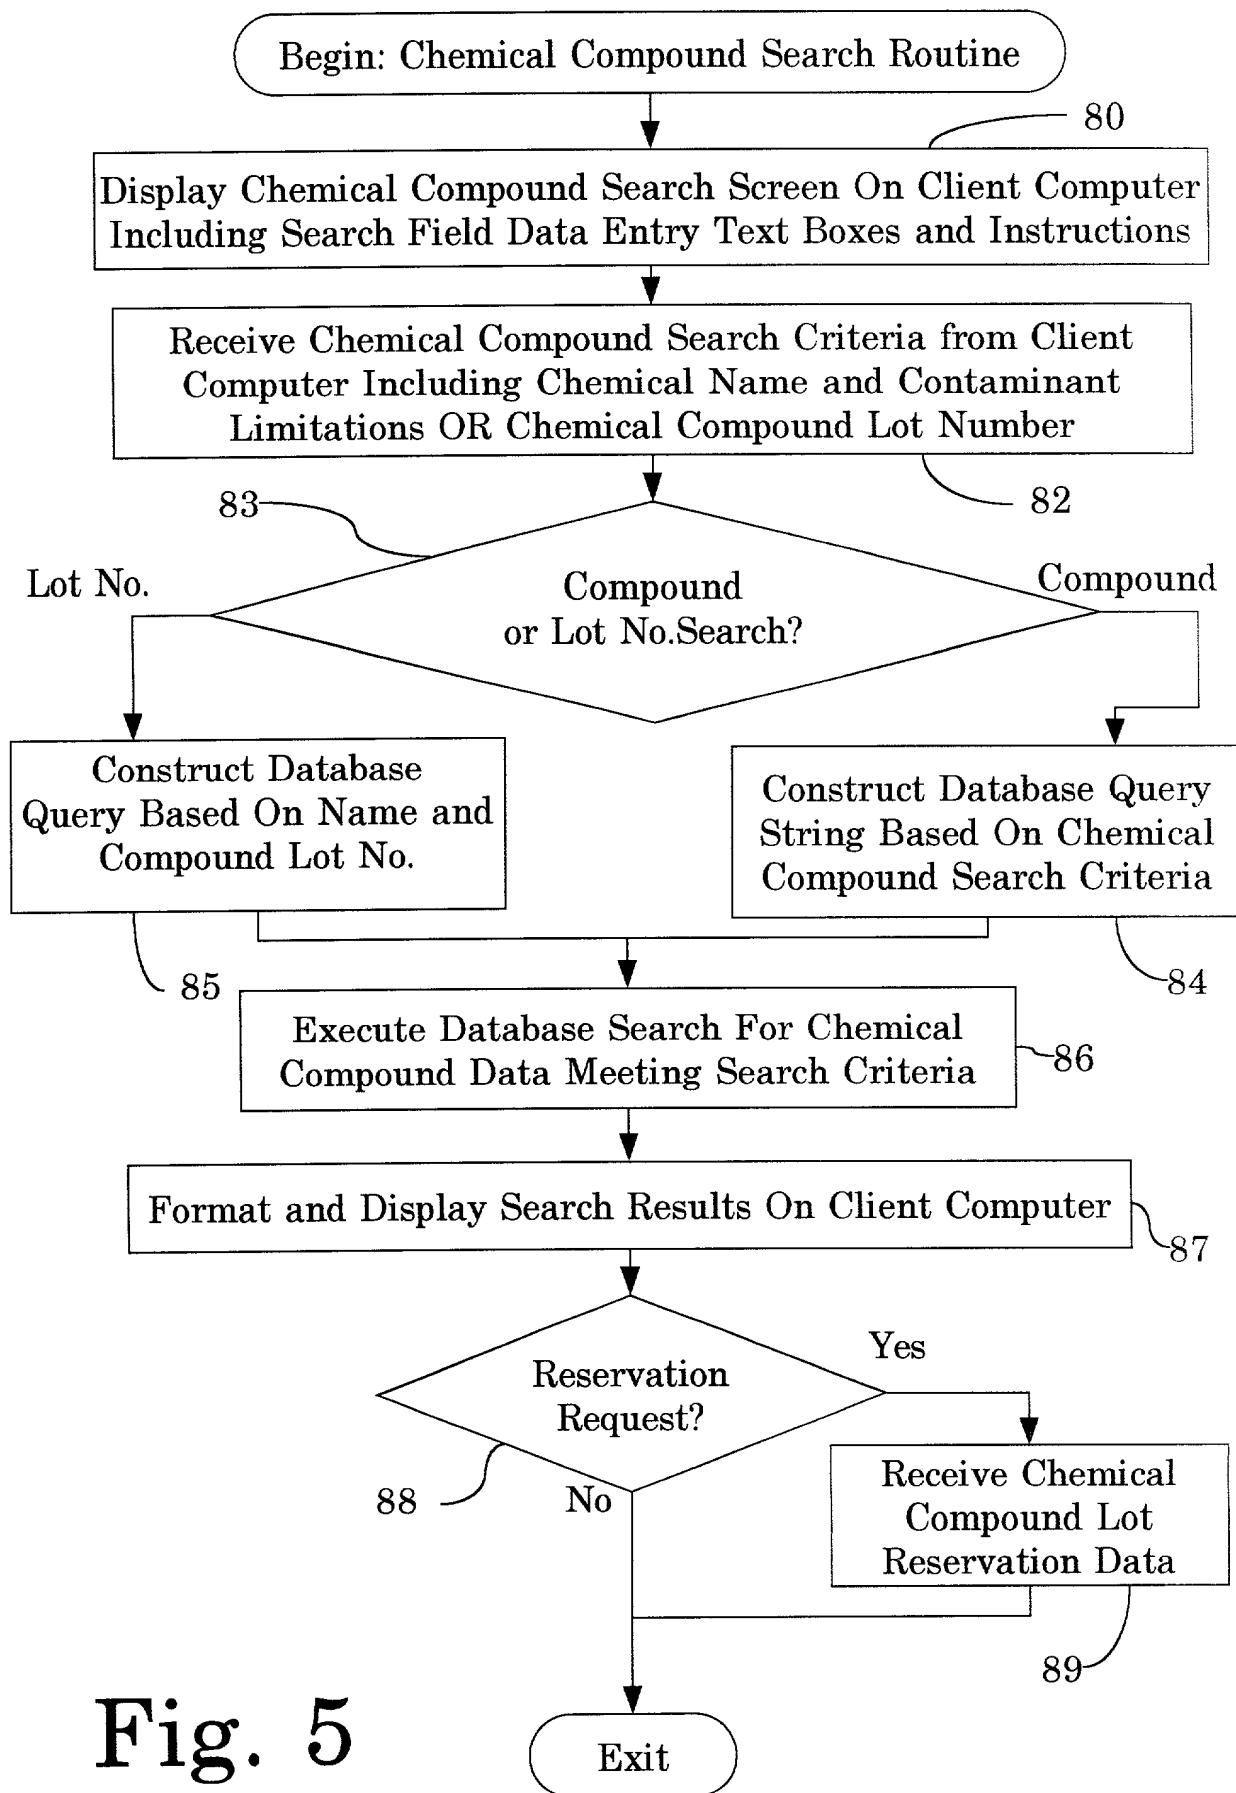 Begin: Chemical Compound Search Routine
80
Display Chemical Compound Search Screen On Client Computer
Including Search Field Data Entry Text Boxes and Instructions
Receive Chemical Compound Search Criteria from Client
Computer Including Chemical Name and Contaminant
Limitations OR Chemical Compound Lot Number
83
82
Lot No.
Compound
Compound
or Lot No.Search?
Construct Database
Query Based On Name and
Compound Lot No.
Construct Database Query
String Based On Chemical
Compound Search Criteria
85
84
Execute Database Search For Chemical
Compound Data Meeting Search Criteria
86
Format and Display Search Results On Client Computer
87
Yes
Reservation
Request?
88
No
Receive Chemical
Compound Lot
Reservation Data
89
Fig. 5
Exit